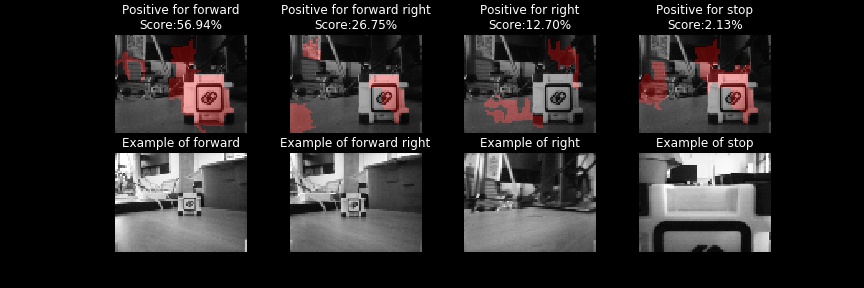 Positive for forward
Score:56.94%
Positive for forward right
Score:26.75%
Positive for right
Score:12.70%
Positive for stop
Score:2.13%
Example of forward
Example of forward right
Example of right
Example of stop